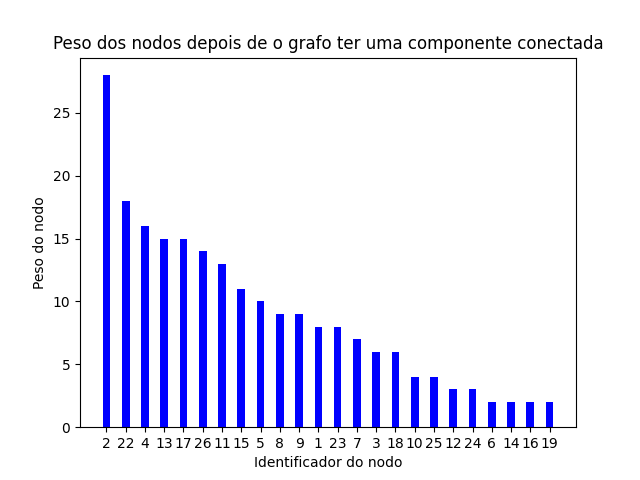 Peso dos nodos depois de o grafo ter uma componente conectada
25
20
15
10
5
0
Peso do nodo
2 22 4 13 17 26 11 15 5 8 9 1 23 7 3 18 10 25 12 24 6 14 16 19
Identificador do nodo